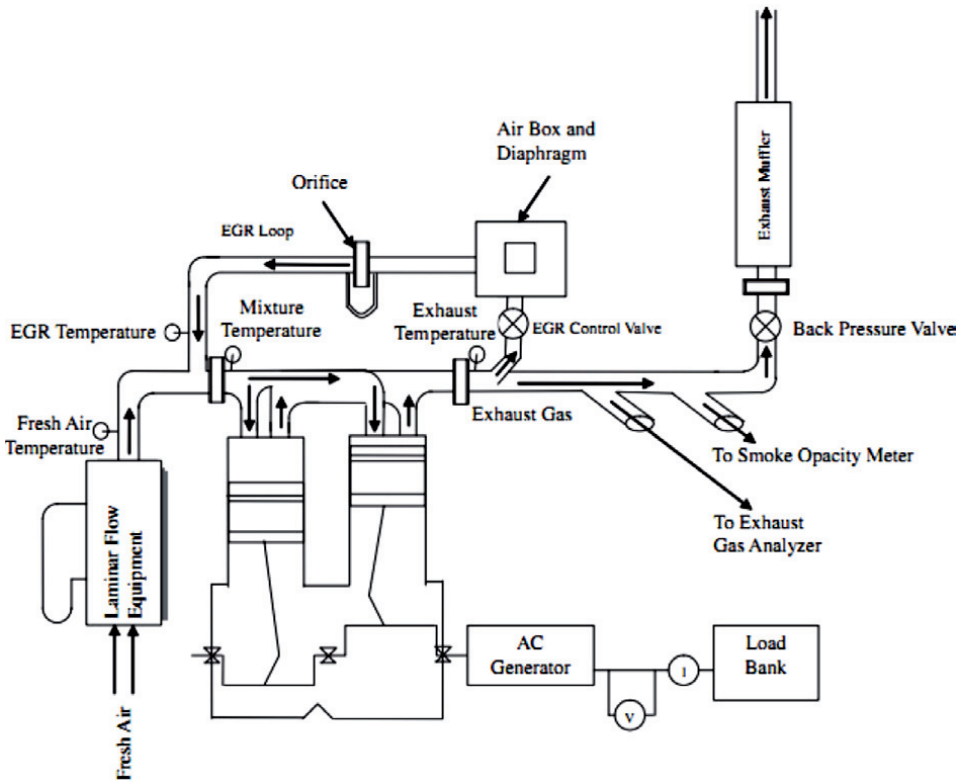 Air Box and
Diaphragm
Orifice
EGR Loop
Exhaust Muffler
EGR Temperature
Mixture
Temperature
Exhaust
Temperature
EGR Control Valve
Back Pressure Valve
Fresh Air
Temperature
Exhaust Gas
To Smoke Opacity Meter
To Exhaust
Gas Analyzer
Laminar Flow
Equipment
AC
Generator
I
V
Load
Bank
Fresh Air